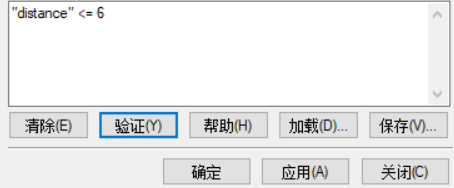 "distance" <= 6
清除(E) 验证(Y) 帮助(H) 加载(D)... 保存(V)...
确定 应用(A) 关闭(C)